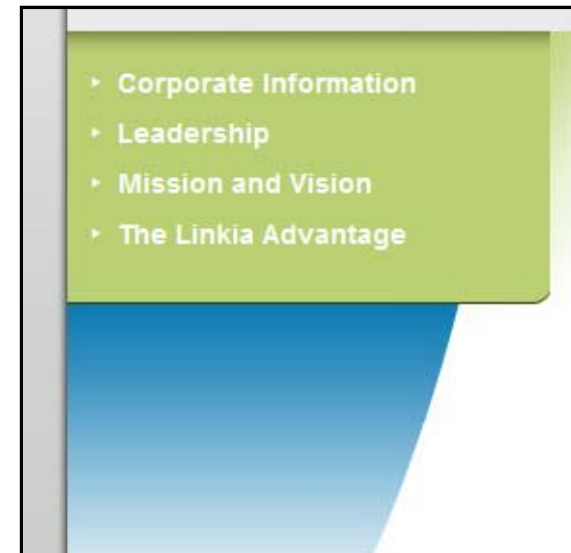 Corporate Information
Leadership
Mission and Vision
The Linkia Advantage